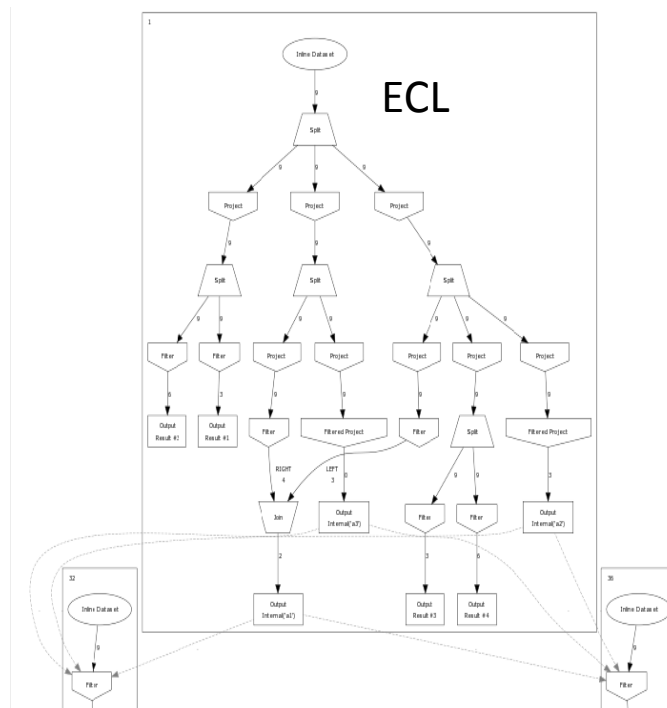 1
Inline Dataset
ECL
9
Split
9 9 9
Project Project Project
9 9 9
Split Split Split
9 9 9 9 9 9 9
Filter Filter Project Project Project Project Project
6 3 9 9 9 9 9
Output Output Filter Filtered Project Filter Split Filtered Project
Result #2 Result #1
RIGHT LEFT 0 9 9 3
4 3
Join Output Filter Filter Output
Internal('a3') Internal('a2')
2 3 6
32 36
Inline Dataset Output Output Output Inline Dataset
Internal('a1') Result #3 Result #4
9 9
Filter Filter